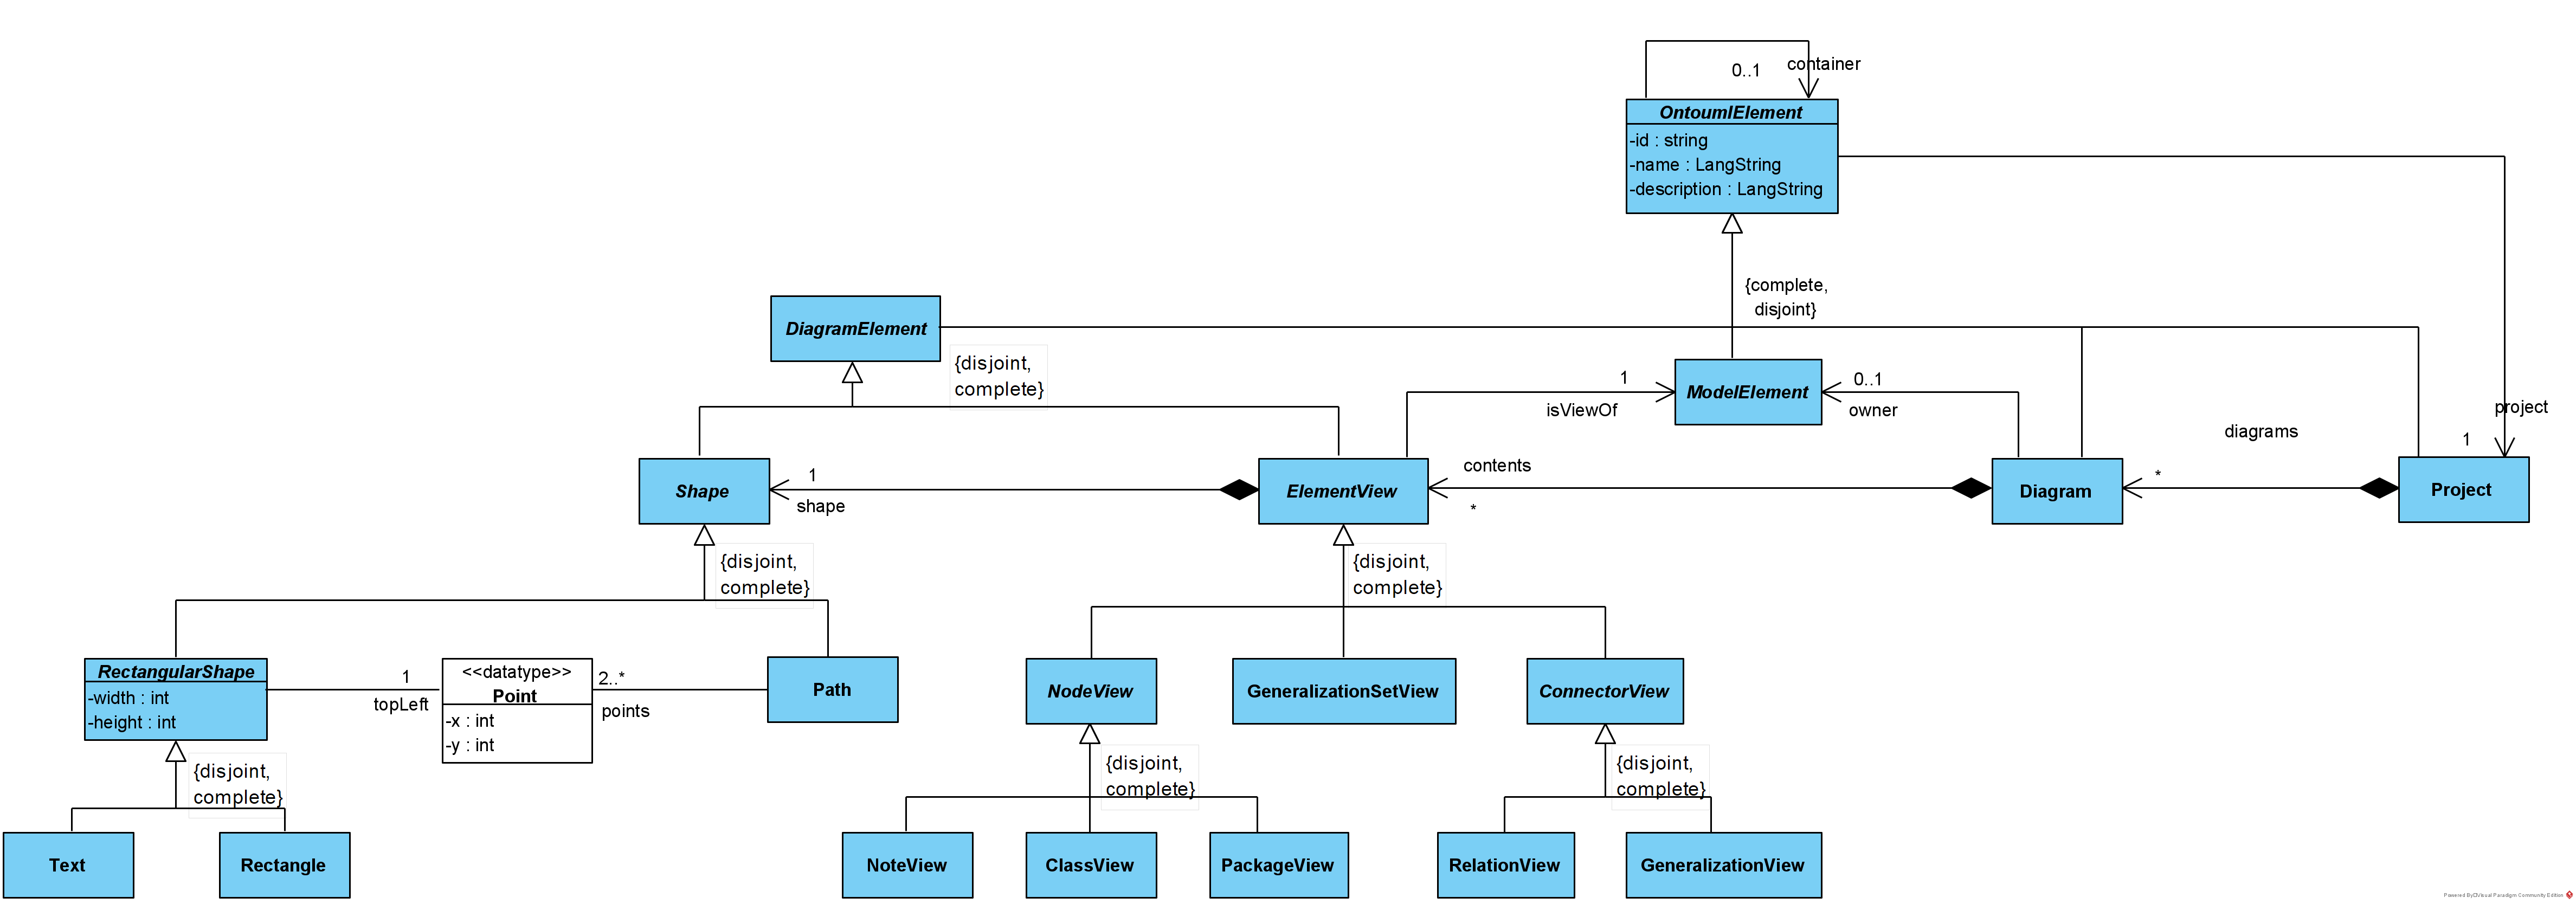 0..1
container
OntoumlElement
-id : string
-name : LangString
-description : LangString
{complete,
disjoint}
DiagramElement
{disjoint,
complete}
1
isViewOf
ModelElement
0..1
owner
project
1
diagrams
*
Shape
1
shape
ElementView
contents
*
Diagram
Project
{disjoint,
complete}
{disjoint,
complete}
RectangularShape
-width : int
-height : int
1
topLeft
<<datatype>>
Point
-x : int
-y : int
2..*
points
Path
NodeView
GeneralizationSetView
ConnectorView
{disjoint,
complete}
{disjoint,
complete}
{disjoint,
complete}
Text
Rectangle
NoteView
ClassView
PackageView
RelationView
GeneralizationView
Powered By Visual Paradigm Community Edition